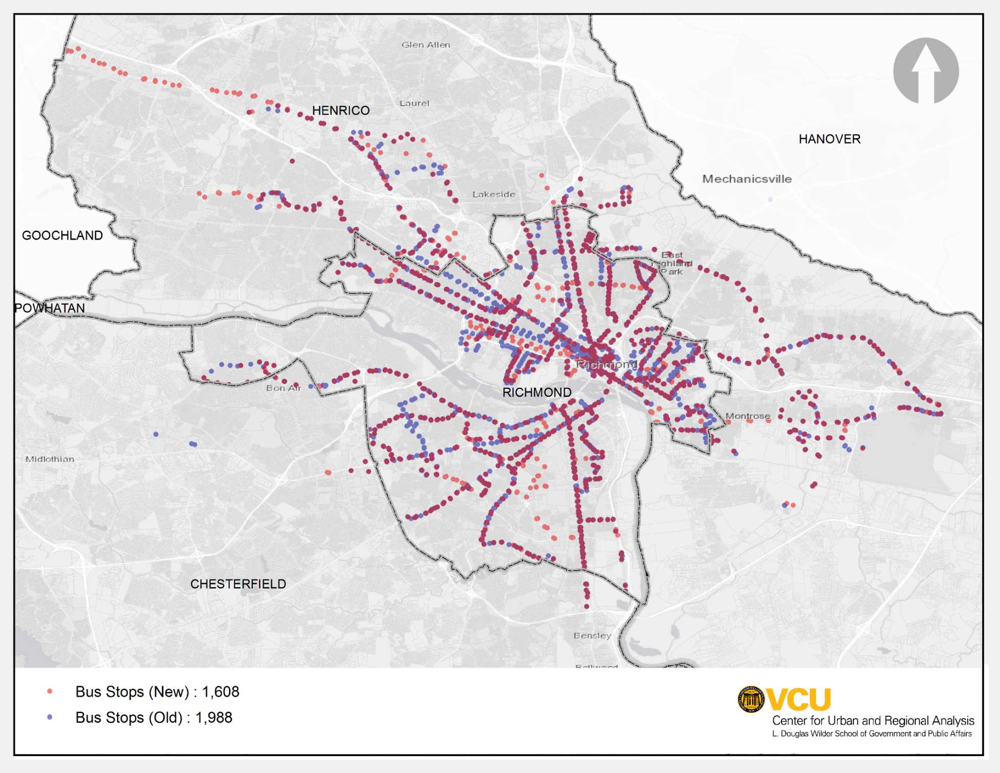 Glen Allen
Laurel
HENRICO
HANOVER
Mechanicsville
Lakeside
GOOCHLAND
East
Highland
Park
POWHATAN
Richmond
Bon Air
RICHMOND
Montrose
Midlothian
CHESTERFIELD
Bensley
Bellwood
Bus Stops (New) : 1,608
Bus Stops (Old) : 1,988
VCU
Center for Urban and Regional Analysis
L. Douglas Wilder School of Government and Public Affairs